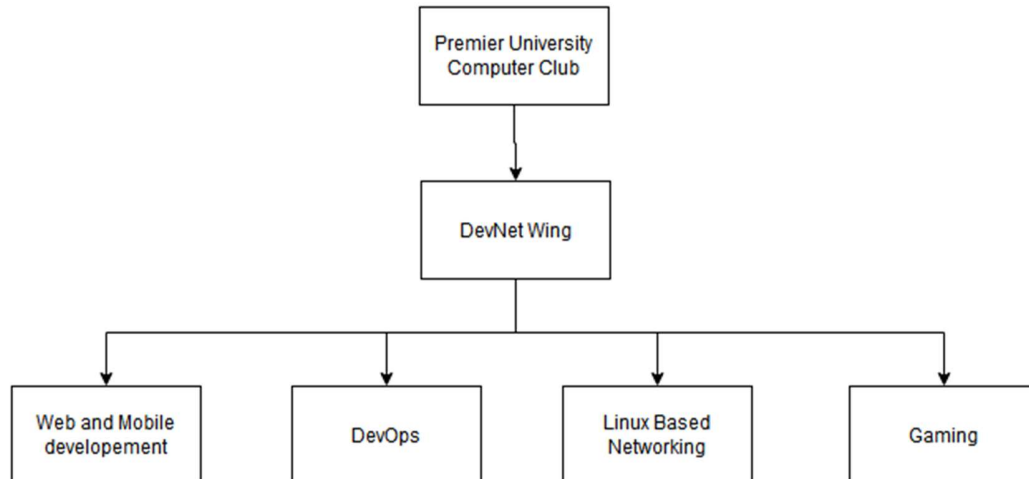 Premier University
Computer Club
DevNet Wing
Web and Mobile
developement
DevOps
Linux Based
Networking
Gaming